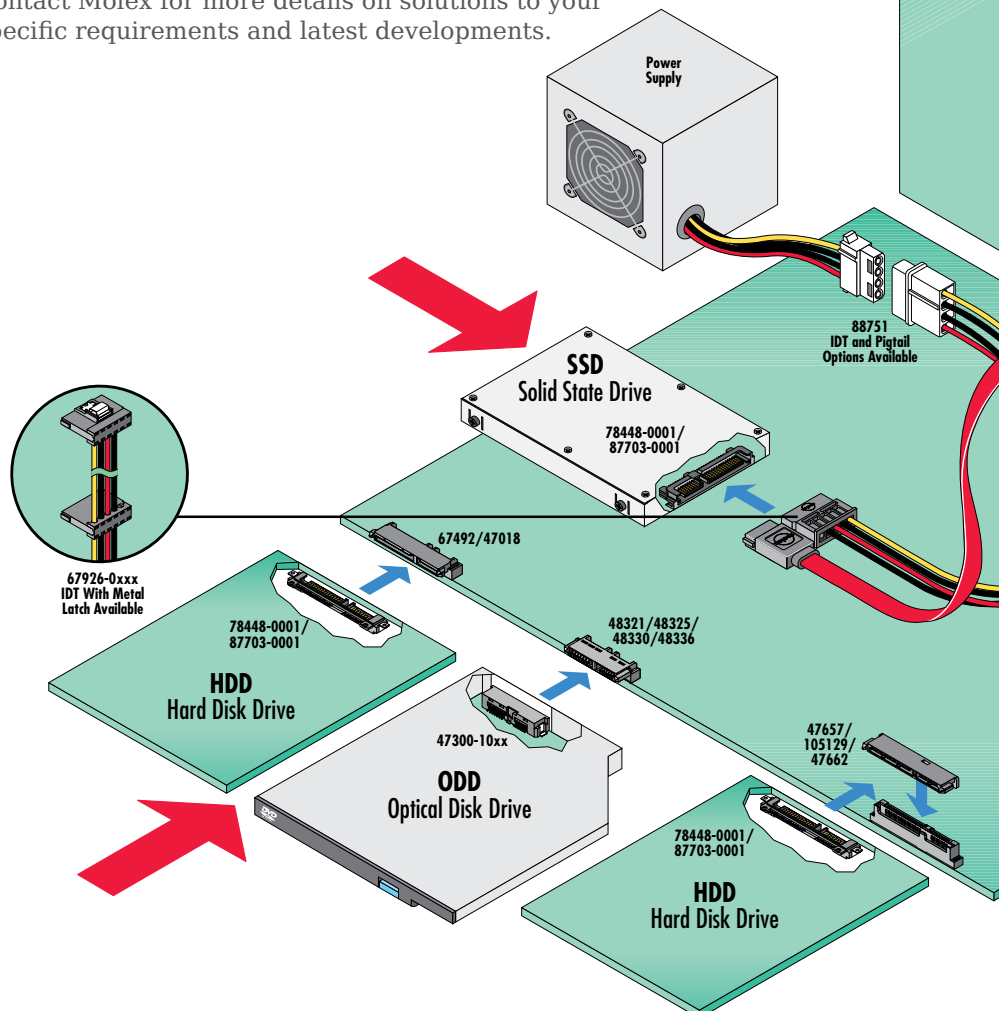 ontact Molex for more details on solutions to your
pecific requirements and latest developments.
Power
Supply
88751
IDT and Pigtail
Options Available
SSD
Solid State Drive
78448-0001/
87703-0001
67492/47018
67926-0xxx
IDT With Metal
Latch Available
78448-0001/
87703-0001
HDD
Hard Disk Drive
48321/48325/
48330/48336
47300-10xx
ODD
Optical Disk Drive
DVD
47657/
105129/
47662
78448-0001/
87703-0001
HDD
Hard Disk Drive